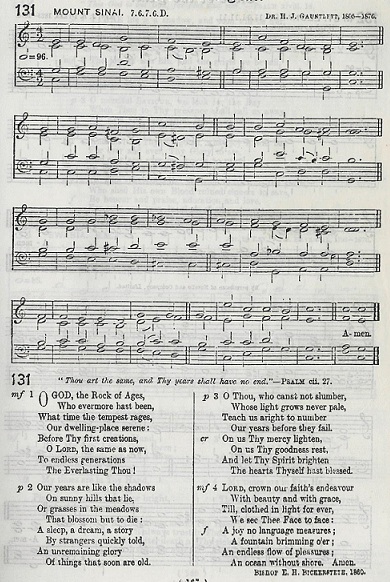 131 MOUNT SINAI. 7.6.7.6. D. DR. H. J. GAUNTLETT, 1805—1876.
=96.
A-men.
131
"Thou art the same, and Thy years shall have no end."—PSALM cii. 27.
mf 1 O GOD, the Rock of Ages,
Who evermore hast been,
What time the tempest rages,
Our dwelling-place serene:
Before Thy first creations,
O LORD, the same as now,
To endless generations
The Everlasting Thou!
p 2 Our years are like the shadows
On sunny hills that lie,
Or grasses in the meadows
That blossom but to die:
A sleep, a dream, a story
By strangers quickly told,
An unremaining glory
Of things that soon are old.
p 3 O Thou, who canst not slumber,
Whose light grows never pale,
Teach us aright to number
Our years before they fail.
cr On us Thy mercy lighten,
On us Thy goodness rest,
And let Thy Spirit brighten
The hearts Thyself hast blessed.
mf 4 LORD, crown our faith's endeavour
With beauty and with grace,
Till, clothed in light for ever,
We see Thee Face to face:
f A joy no language measures;
A fountain brimming o'er;
An endless flow of pleasures;
An ocean without shore. Amen.
BISHOP E. H. BICKERSTETH, 1860.